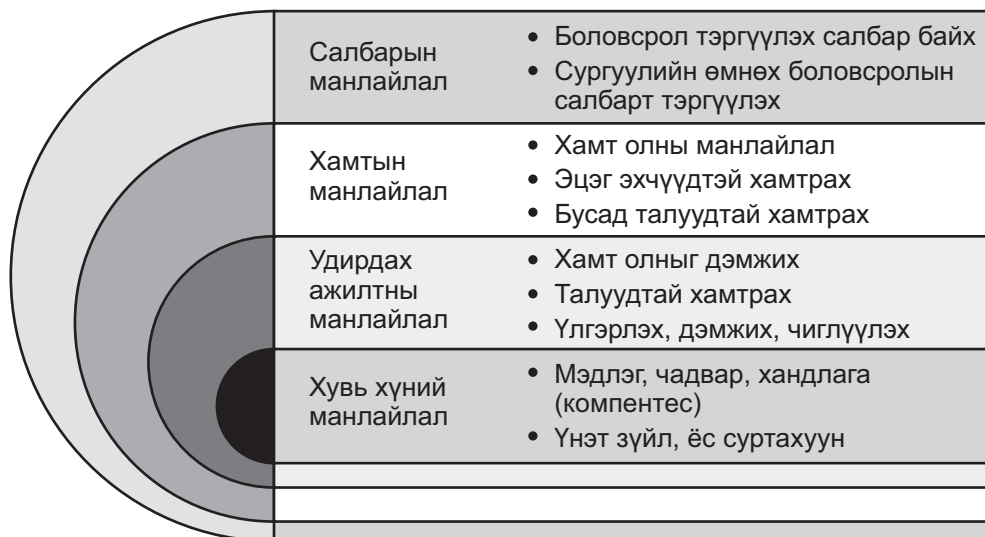 Салбарын
манлайлал
• Боловсрол тэргүүлэх салбар байх
• Сургуулийн өмнөх боловсролын
салбарт тэргүүлэх
Хамтын
манлайлал
• Хамт олны манлайлал
• Эцэг эхчүүдтэй хамтрах
• Бусад талуудтай хамтрах
Удирдах
ажилтны
манлайлал
• Хамт олныг дэмжих
• Талуудтай хамтрах
• Үлгэрлэх, дэмжих, чиглүүлэх
Хувь хүний
манлайлал
• Мэдлэг, чадвар, хандлага
(компентес)
• Үнэт зүйл, ёс суртахуун